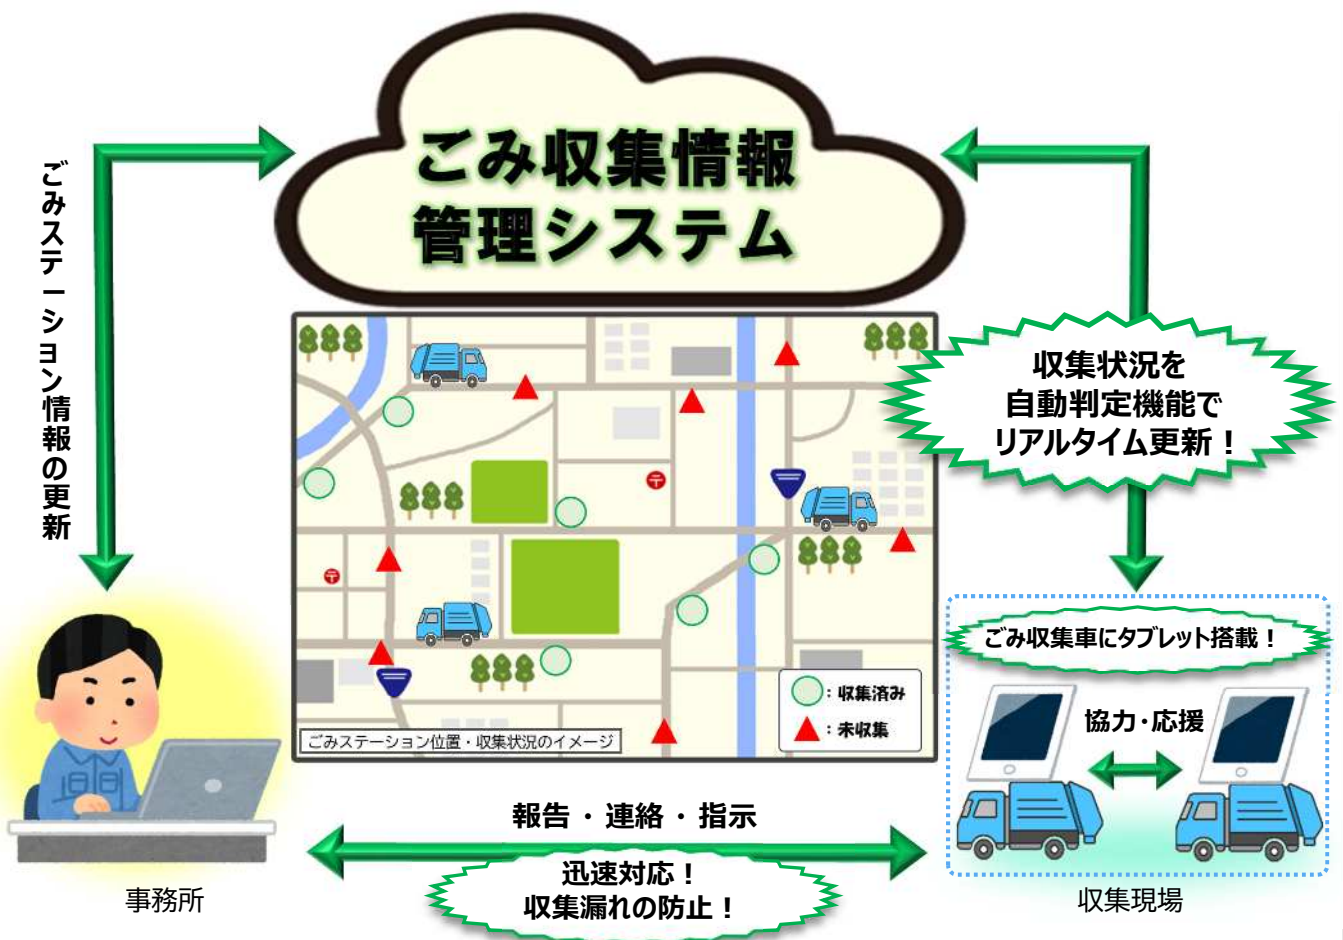 ごみ収集情報
管理システム
ごみステーション情報の更新
収集状況を
自動判定機能で
リアルタイム更新！
〒
〒
：収集済み
：未収集
ごみステーション位置・収集状況のイメージ
ごみ収集車にタブレット搭載！
協力・応援
報告・連絡・指示
迅速対応！
収集漏れの防止！
事務所
収集現場